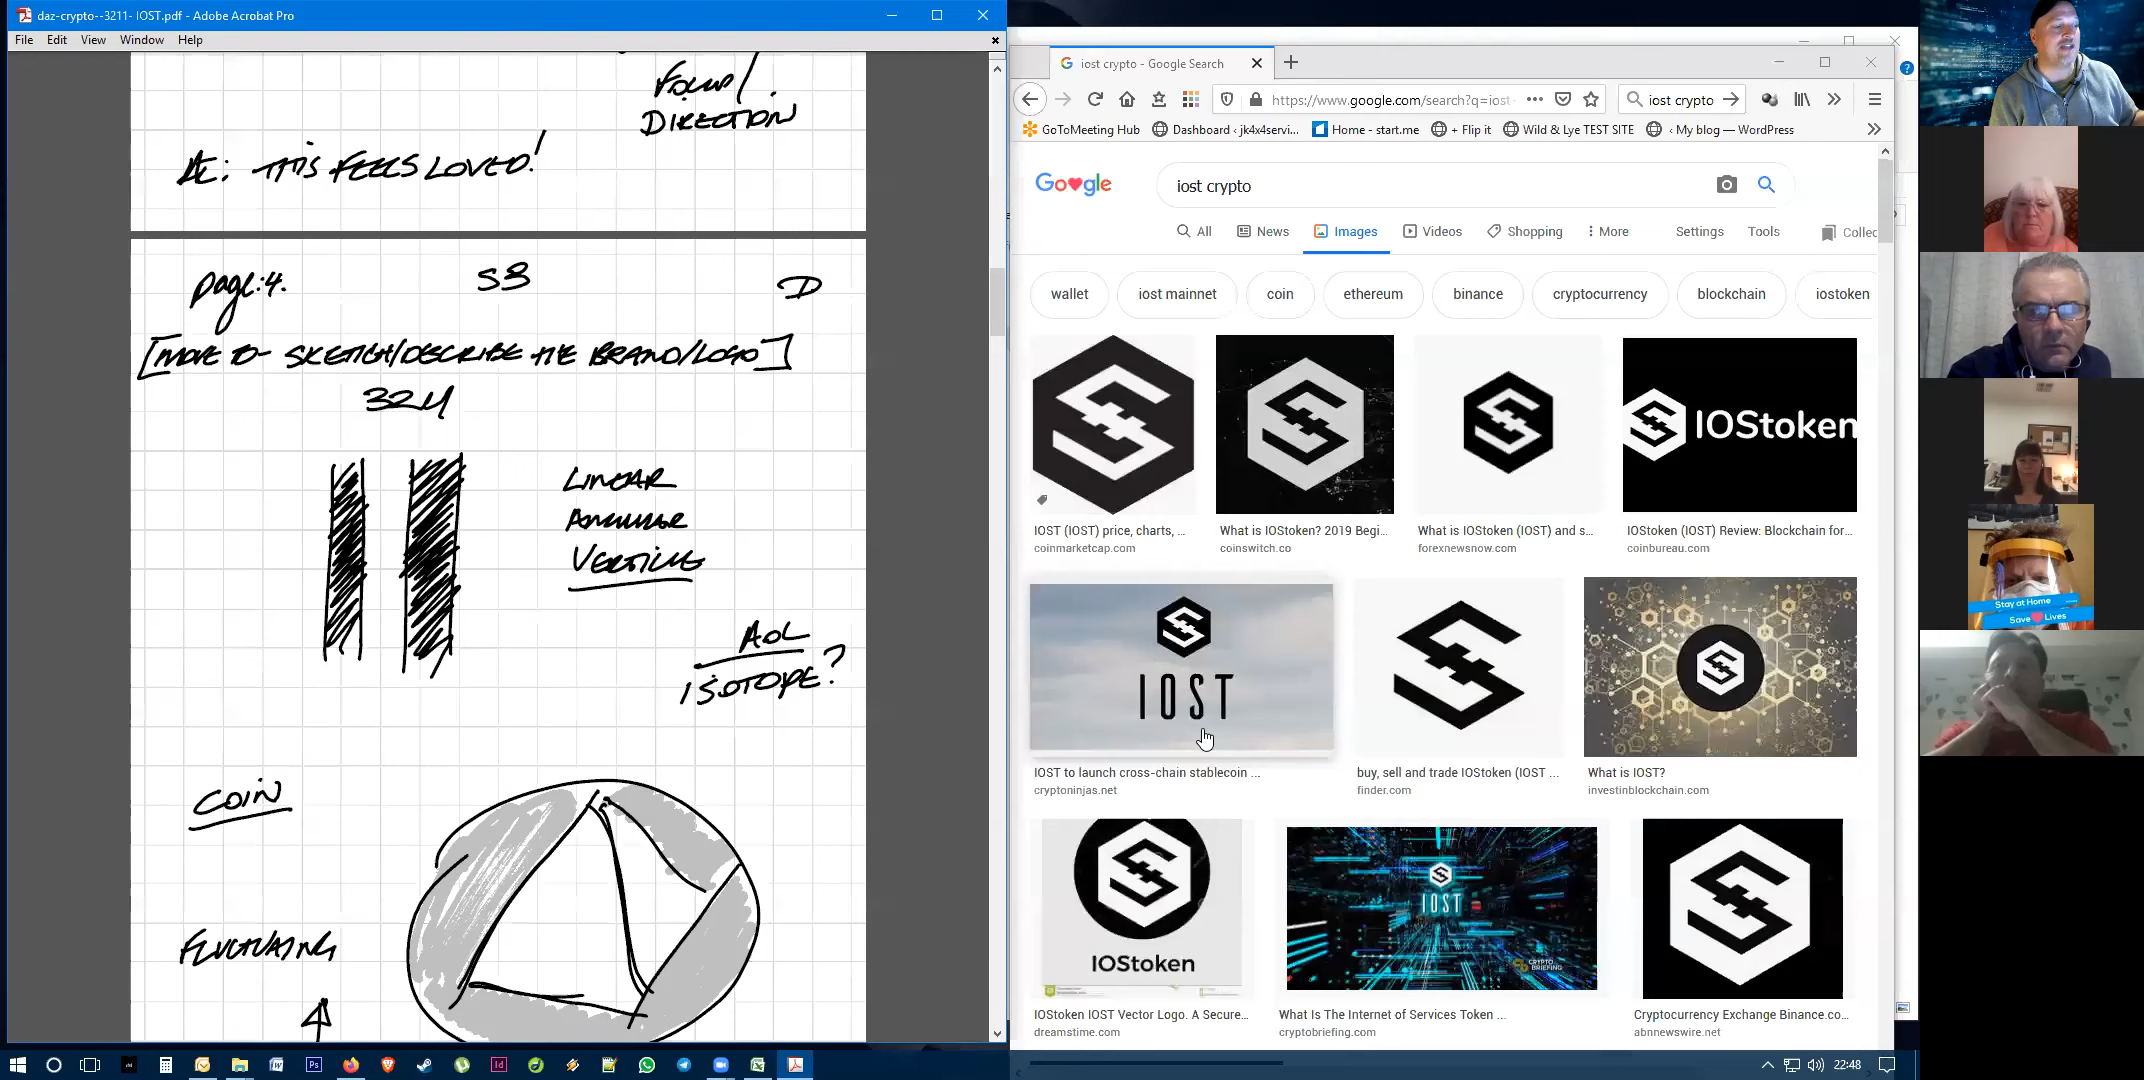 daz-crypto--3211- IOST.pdf - Adobe Acrobat Pro
File Edit View Window Help
DIRECTION
THIS FEELS LOVED!
page:4. S3 D
[MOVE TO - SKETCH/DESCRIBE THE BRAND/LOGO]
3211
LINEAR
ANGULAR
AOL
ISOTOPE?
COIN
FLUCTUATING
iost crypto - Google Search
https://www.google.com/search?q=iost
iost crypto
GoToMeeting Hub
Dashboard ‹ jk4x4servi...
Home - start.me
+ Flip it
Wild & Lye TEST SITE
‹ My blog — WordPress
Google
iost crypto
All News Images Videos Shopping More Settings Tools Collec
wallet iost mainnet coin ethereum binance cryptocurrency blockchain iostoken
IOStoken
IOST (IOST) price, charts, ...
coinmarketcap.com
What is IOStoken? 2019 Begi...
coinswitch.co
What is IOStoken (IOST) and s...
forexnewsnow.com
IOStoken (IOST) Review: Blockchain for...
coinbureau.com
IOST
IOST to launch cross-chain stablecoin ...
cryptoninjas.net
buy, sell and trade IOStoken (IOST ...
finder.com
What is IOST?
investinblockchain.com
IOStoken
IOST
CRYPTO
BRIEFING
IOStoken IOST Vector Logo. A Secure...
dreamstime.com
What Is The Internet of Services Token ...
cryptobriefing.com
Cryptocurrency Exchange Binance.co...
abnnewswire.net
Stay at Home
Save Lives
22:48